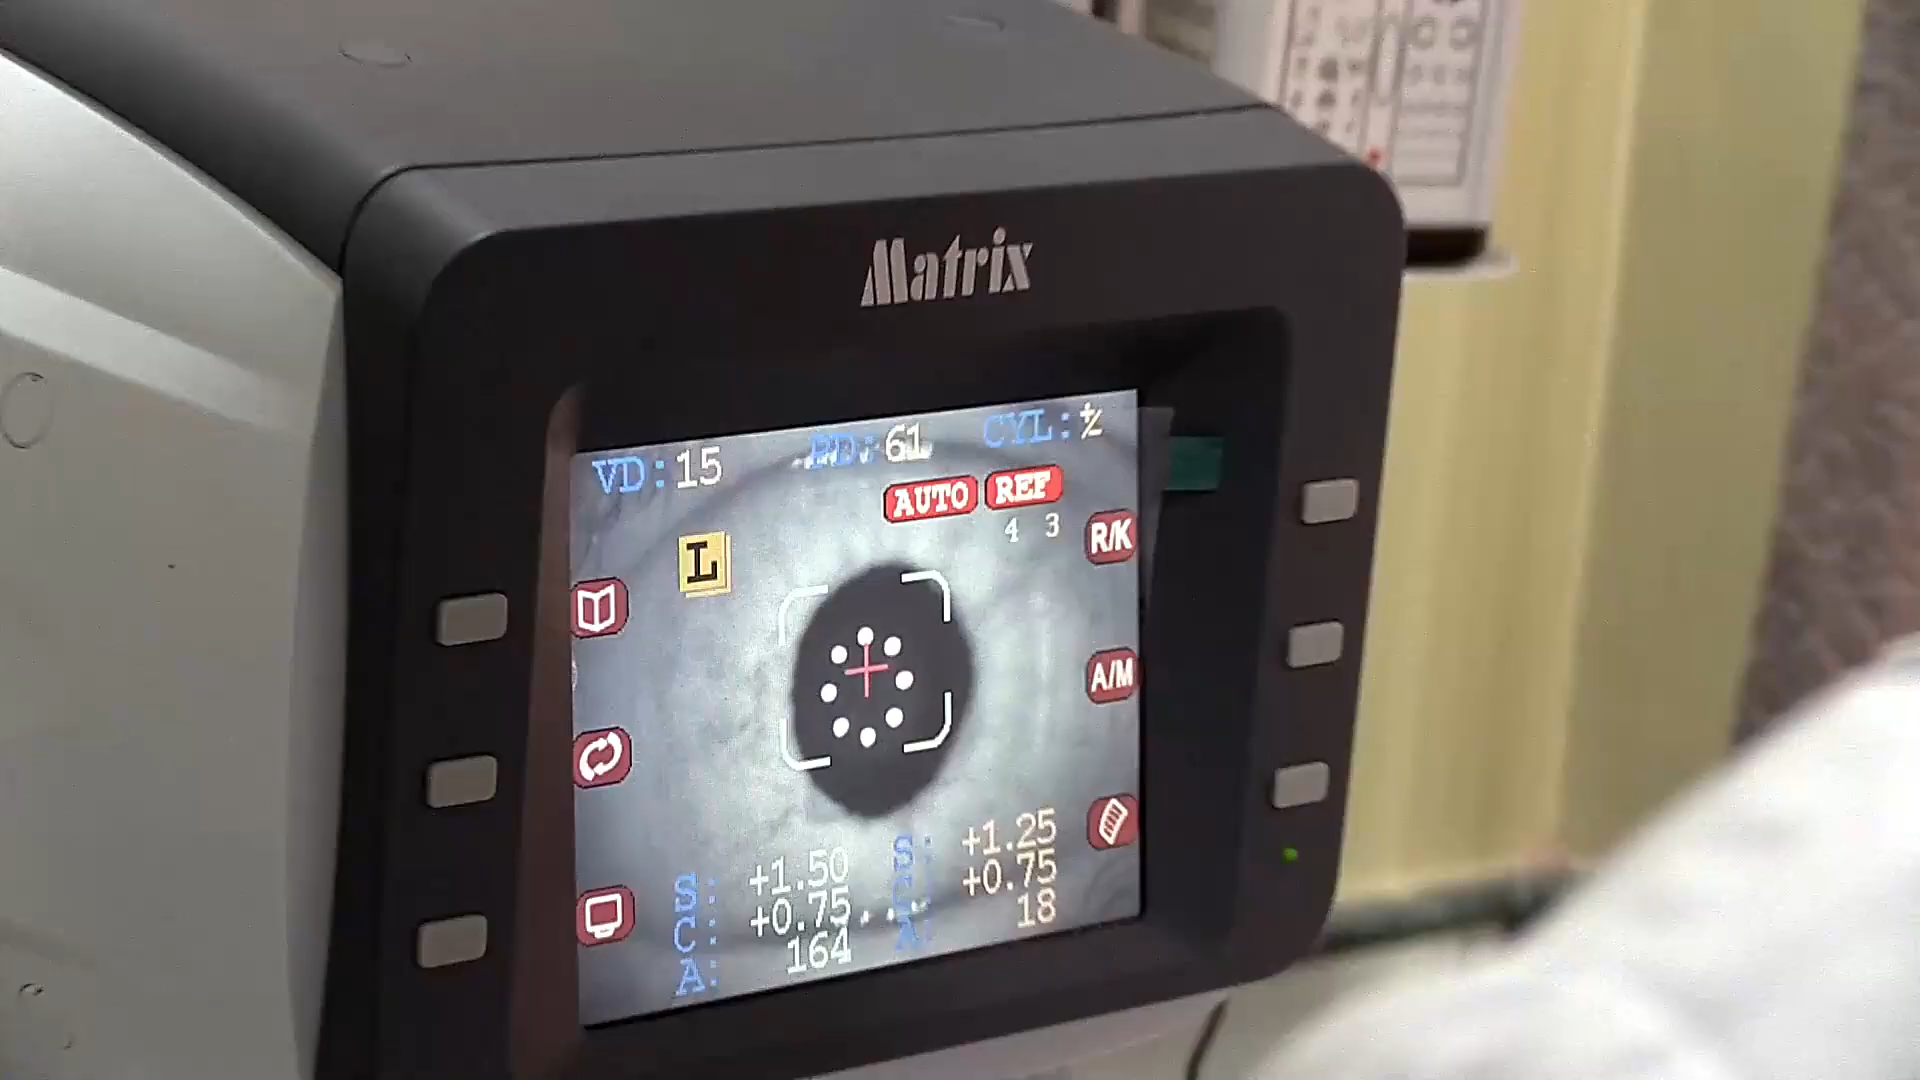 Matrix
VD:15 PD:61 CYL:±
AUTO REF
4 3
R/K
L
A/M
S: +1.50 S: +1.25
C: +0.75 C: +0.75
A: 164 A: 18